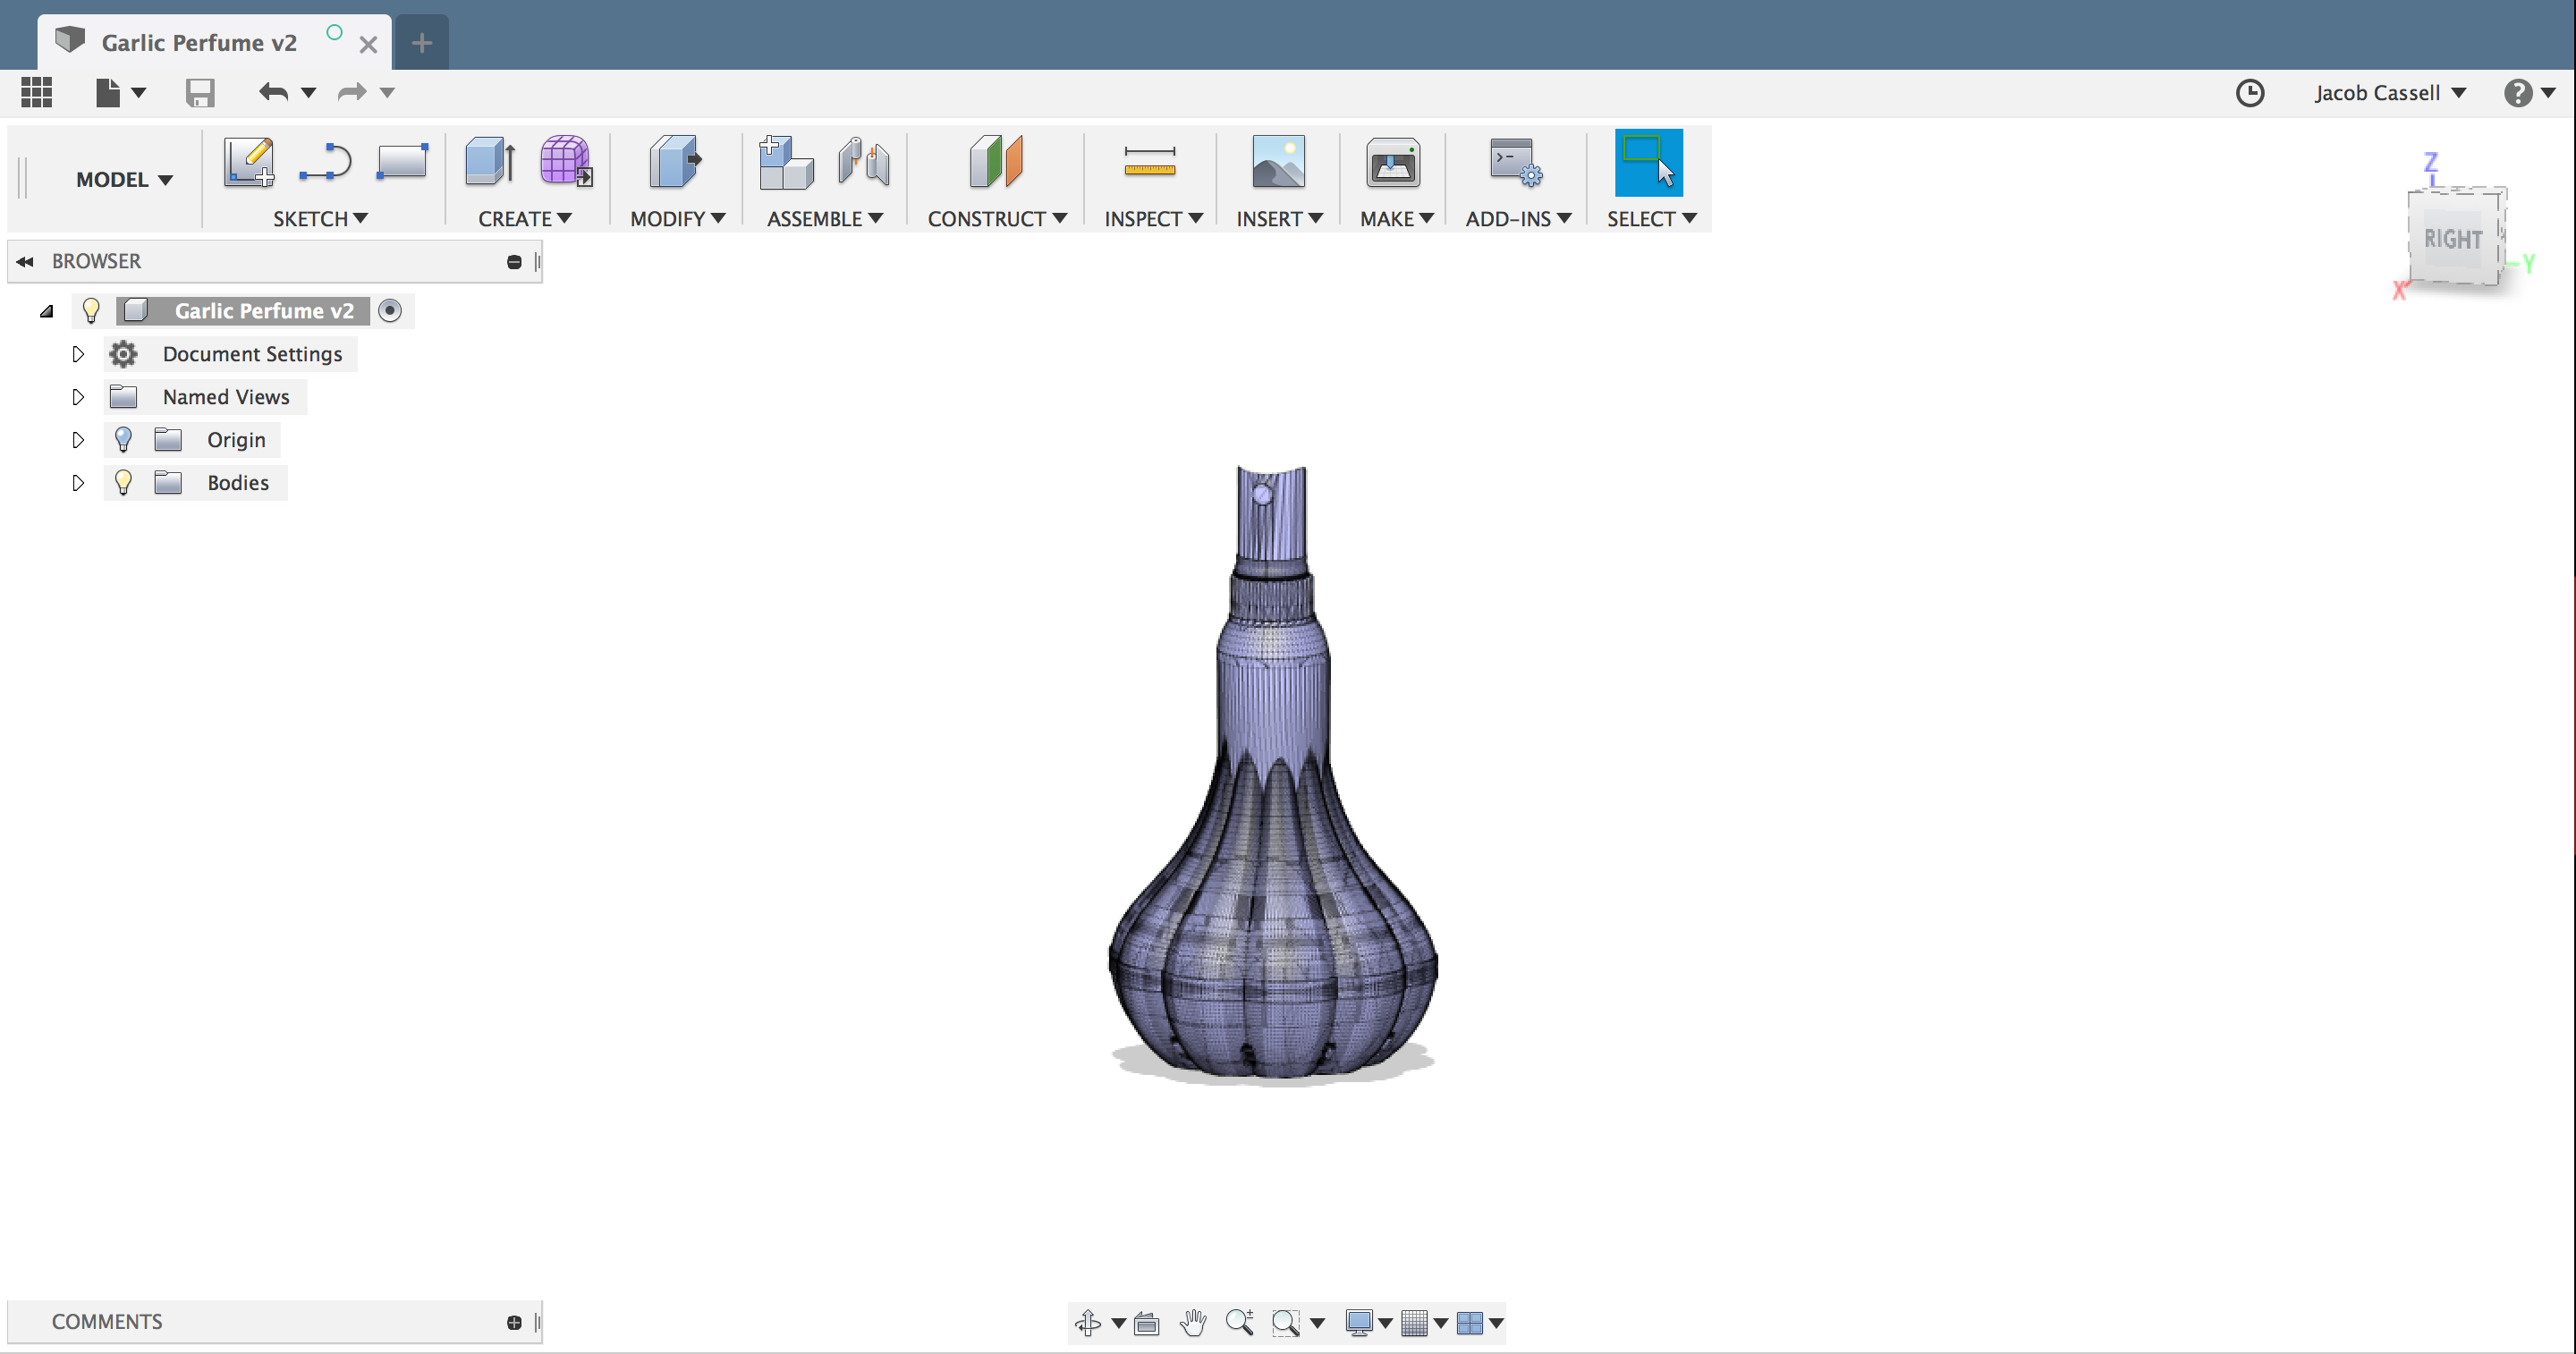 Garlic Perfume v2
Jacob Cassell
MODEL
SKETCH
CREATE
MODIFY
ASSEMBLE
CONSTRUCT
INSPECT
INSERT
MAKE
ADD-INS
SELECT
Z
RIGHT
Y
X
BROWSER
Garlic Perfume v2
Document Settings
Named Views
Origin
Bodies
COMMENTS